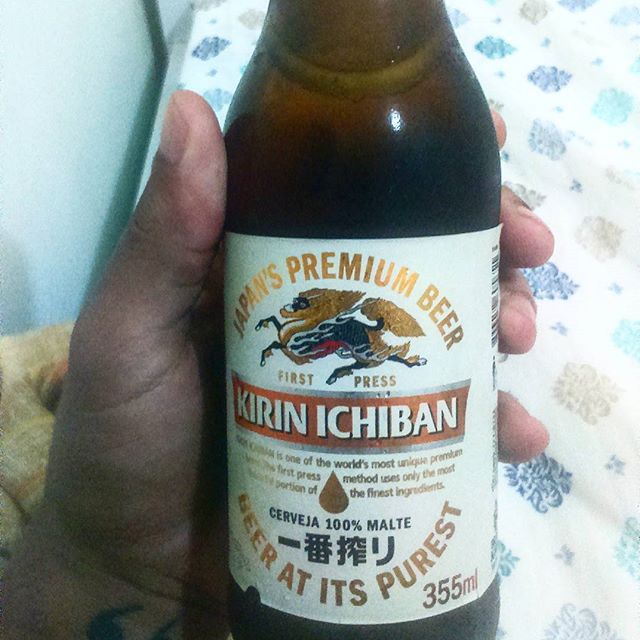 JAPAN'S PREMIUM BEER
FIRST PRESS
KIRIN ICHIBAN
is one of the world's most unique premium
first press method uses only the most
portion of the finest ingredients.
CERVEJA 100% MALTE
一番搾り
BEER AT ITS PUREST
355ml